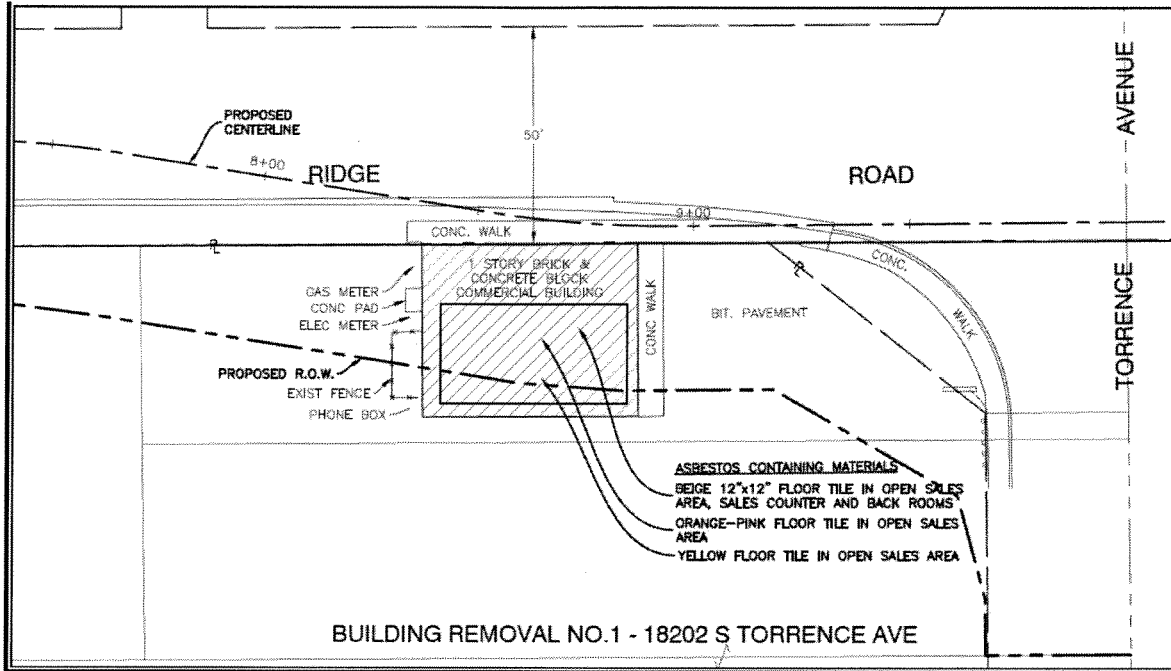 PROPOSED
CENTERLINE
50'
AVENUE
8+00
RIDGE
ROAD
9+00
CONC. WALK
PL
PL
CONC.
WALK
1 STORY BRICK &
CONCRETE BLOCK
COMMERCIAL BUILDING
GAS METER
CONC PAD
ELEC METER
CONC WALK
BIT. PAVEMENT
TORRENCE
PROPOSED R.O.W.
EXIST FENCE
PHONE BOX
ASBESTOS CONTAINING MATERIALS
BEIGE 12"x12" FLOOR TILE IN OPEN SALES
AREA, SALES COUNTER AND BACK ROOMS
ORANGE-PINK FLOOR TILE IN OPEN SALES
AREA
YELLOW FLOOR TILE IN OPEN SALES AREA
BUILDING REMOVAL NO.1 - 18202 S TORRENCE AVE